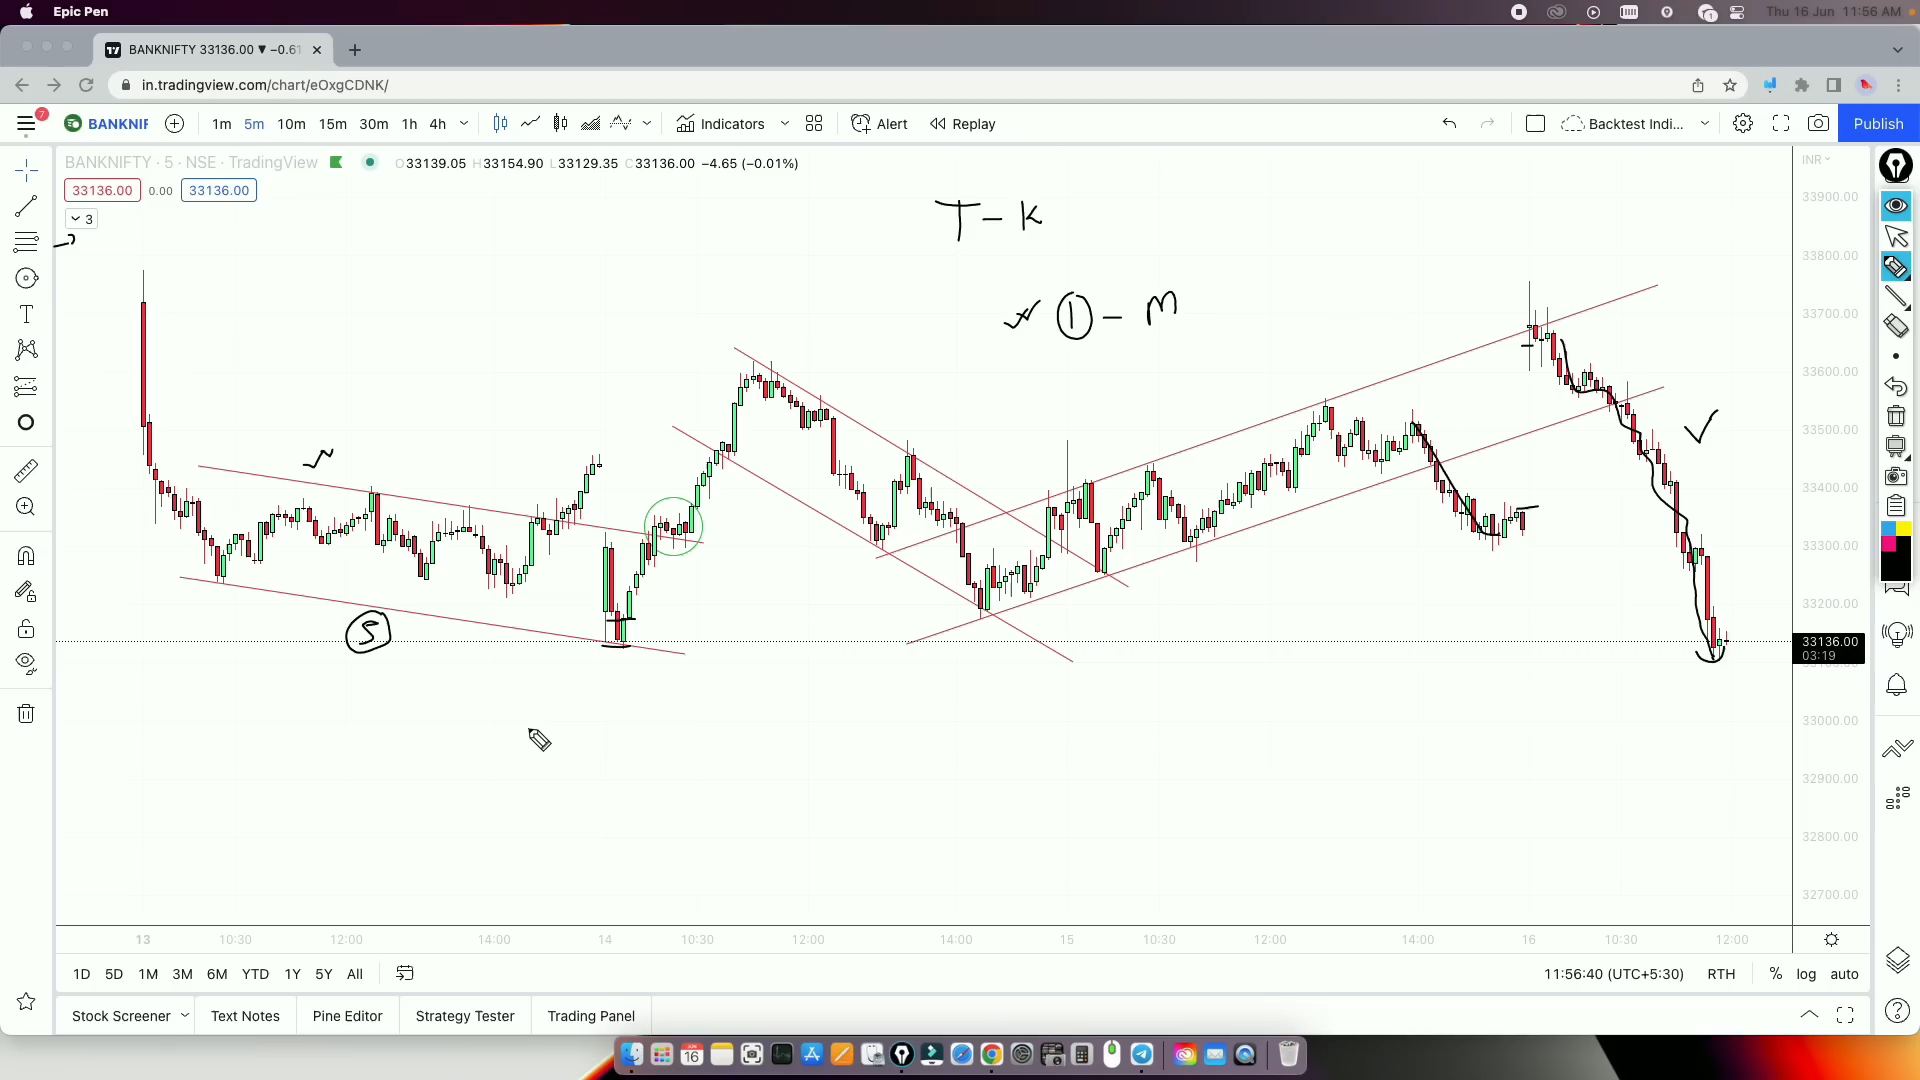 Epic Pen
Thu 16 Jun 11:56 AM
BANKNIFTY 33136.00 ▼ −0.61
in.tradingview.com/chart/eOxgCDNK/
7
BANKNIF
1m 5m 10m 15m 30m 1h 4h
Indicators
Alert
Replay
Backtest Indi...
Publish
BANKNIFTY · 5 · NSE · TradingView
O33139.05 H33154.90 L33129.35 C33136.00 −4.65 (−0.01%)
INR
33136.00 0.00 33136.00
3
T - K
① - M
S
33900.00
33800.00
33700.00
33600.00
33500.00
33400.00
33300.00
33200.00
33136.00
03:19
33000.00
32900.00
32800.00
32700.00
13 10:30 12:00 14:00 14 10:30 12:00 14:00 15 10:30 12:00 14:00 16 10:30 12:00
1D 5D 1M 3M 6M YTD 1Y 5Y All
11:56:40 (UTC+5:30) RTH % log auto
Stock Screener Text Notes Pine Editor Strategy Tester Trading Panel
JUN
16